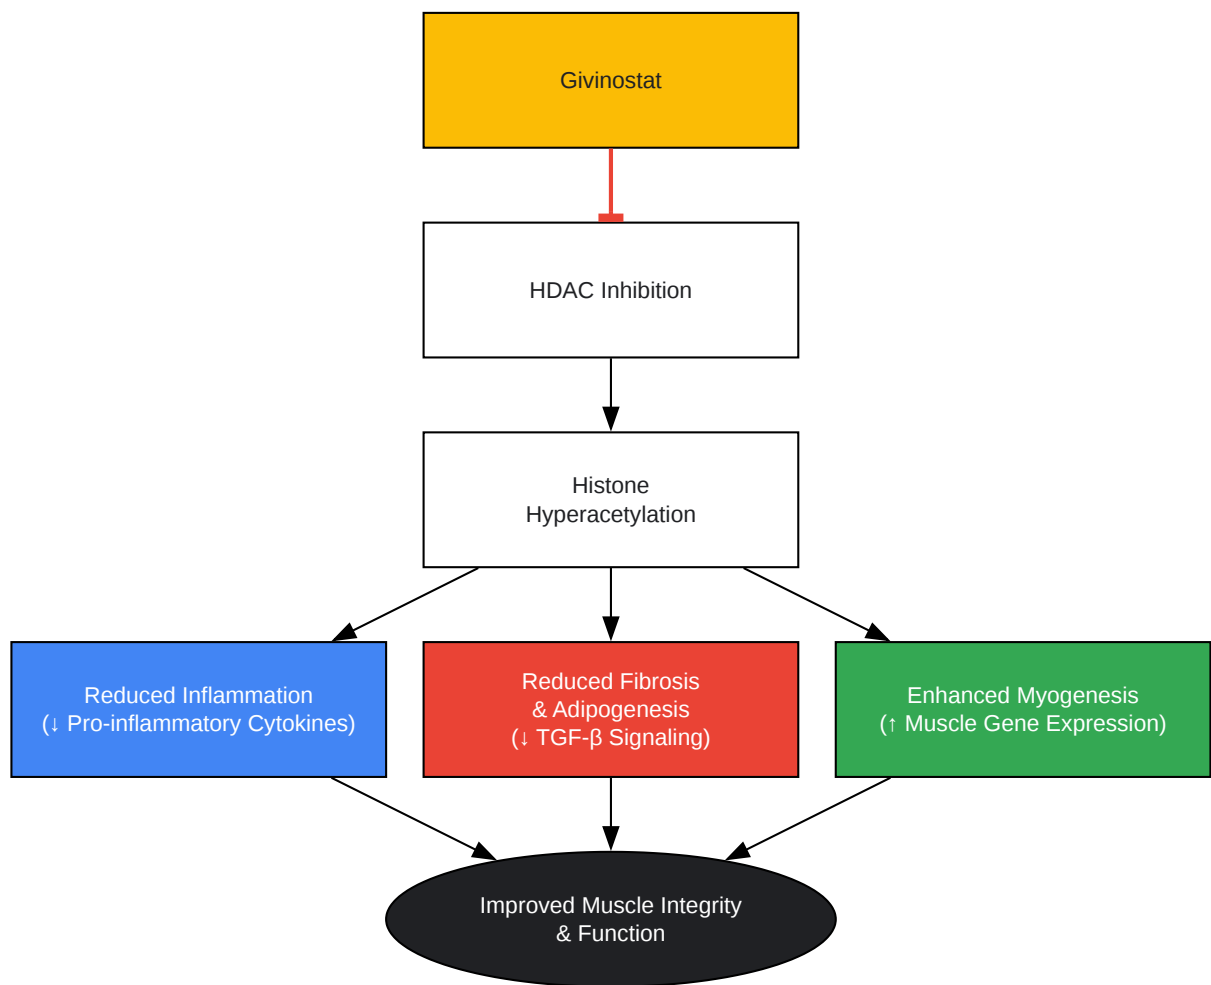 Givinostat
HDAC Inhibition
Histone
Hyperacetylation
Reduced Inflammation
(↓ Pro-inflammatory Cytokines)
Reduced Fibrosis
& Adipogenesis
(↓ TGF-β Signaling)
Enhanced Myogenesis
(↑ Muscle Gene Expression)
Improved Muscle Integrity
& Function